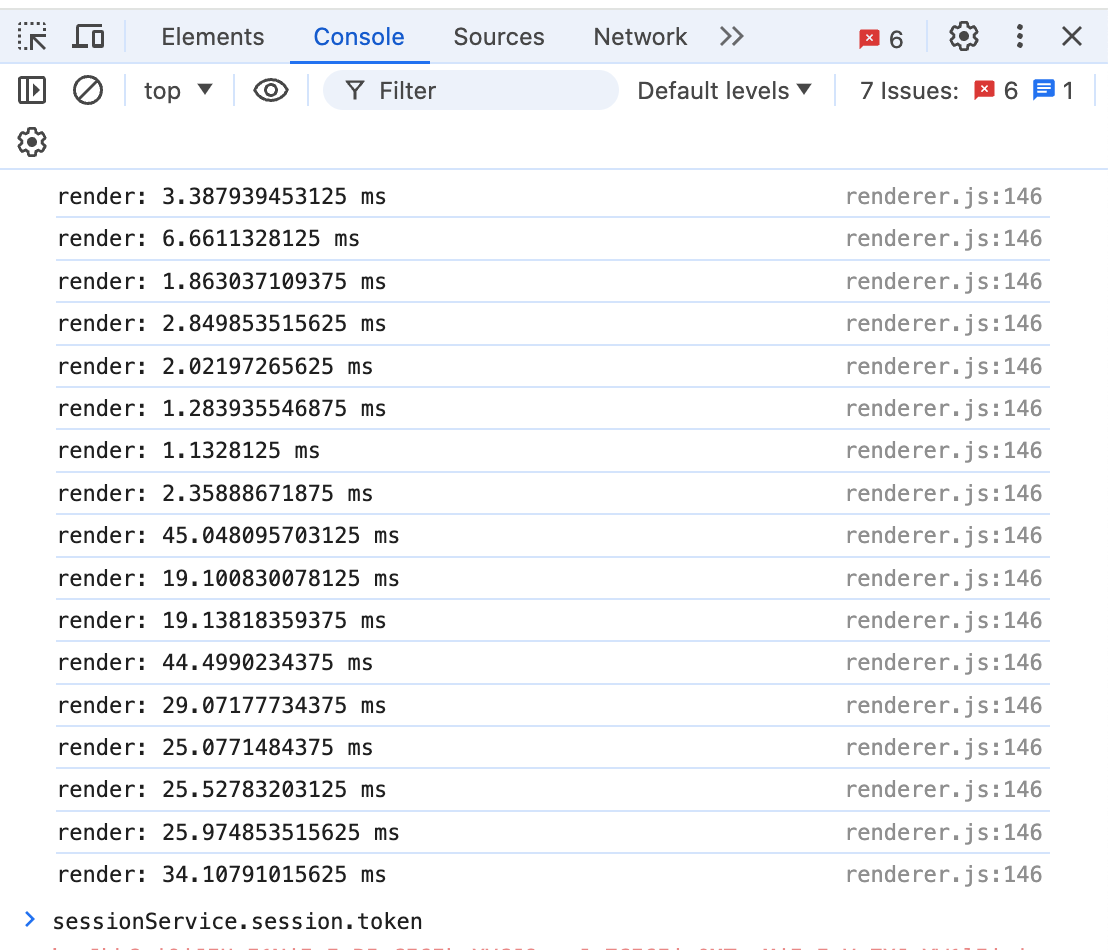 Elements Console Sources Network 6
top Filter Default levels 7 Issues: 6 1
render: 3.387939453125 ms renderer.js:146
render: 6.6611328125 ms renderer.js:146
render: 1.863037109375 ms renderer.js:146
render: 2.849853515625 ms renderer.js:146
render: 2.02197265625 ms renderer.js:146
render: 1.283935546875 ms renderer.js:146
render: 1.1328125 ms renderer.js:146
render: 2.35888671875 ms renderer.js:146
render: 45.048095703125 ms renderer.js:146
render: 19.100830078125 ms renderer.js:146
render: 19.13818359375 ms renderer.js:146
render: 44.4990234375 ms renderer.js:146
render: 29.07177734375 ms renderer.js:146
render: 25.0771484375 ms renderer.js:146
render: 25.52783203125 ms renderer.js:146
render: 25.974853515625 ms renderer.js:146
render: 34.10791015625 ms renderer.js:146
sessionService.session.token